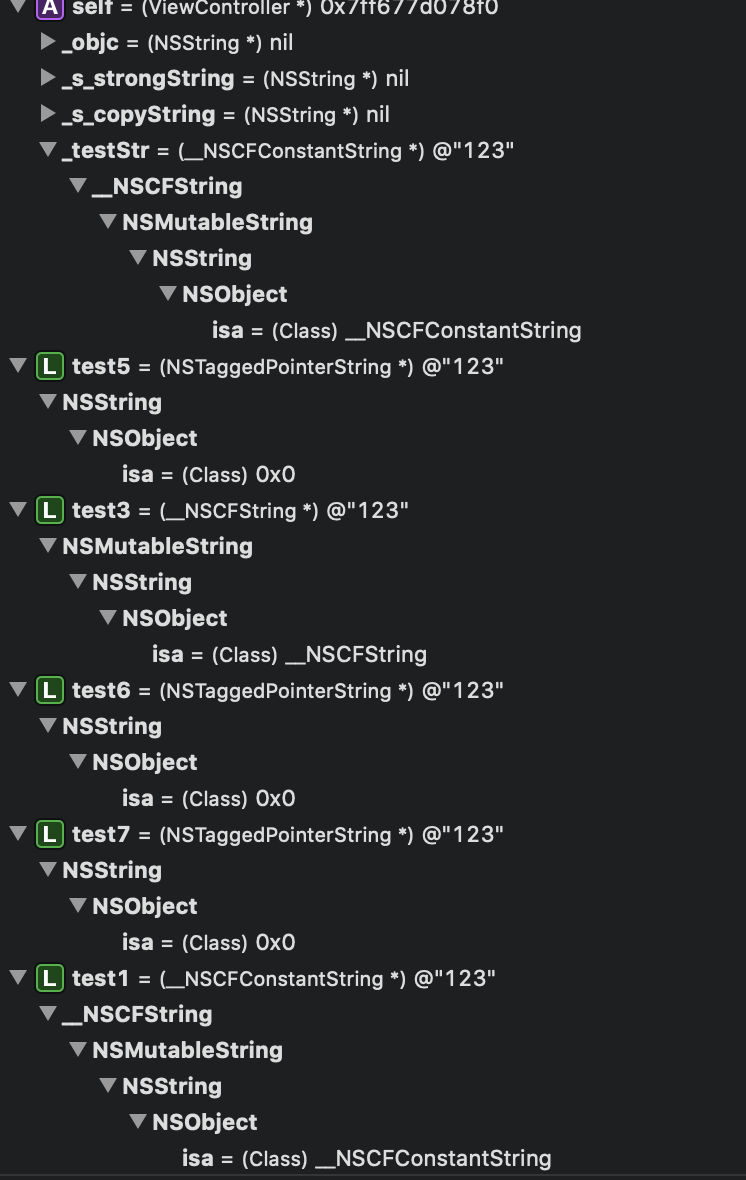 A self = (ViewController *) 0x7ff677d078f0
_objc = (NSString *) nil
_s_strongString = (NSString *) nil
_s_copyString = (NSString *) nil
_testStr = (__NSCFConstantString *) @"123"
__NSCFString
NSMutableString
NSString
NSObject
isa = (Class) __NSCFConstantString
L test5 = (NSTaggedPointerString *) @"123"
NSString
NSObject
isa = (Class) 0x0
L test3 = (__NSCFString *) @"123"
NSMutableString
NSString
NSObject
isa = (Class) __NSCFString
L test6 = (NSTaggedPointerString *) @"123"
NSString
NSObject
isa = (Class) 0x0
L test7 = (NSTaggedPointerString *) @"123"
NSString
NSObject
isa = (Class) 0x0
L test1 = (__NSCFConstantString *) @"123"
__NSCFString
NSMutableString
NSString
NSObject
isa = (Class) __NSCFConstantString